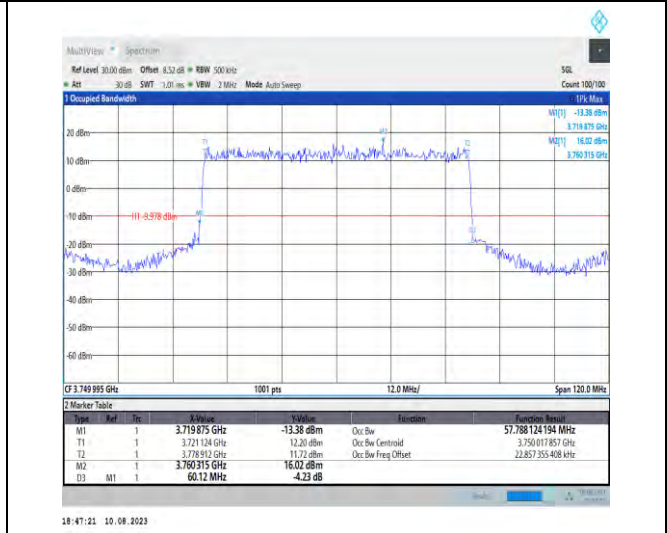 MultiView Spectrum
Ref Level 30.00 dBm Offset 8.52 dB RBW 500 kHz SGL
Att 30 dB SWT 1.01 ms VBW 2 MHz Mode Auto Sweep Count 100/100
1 Occupied Bandwidth 1Pk Max
M1[1] -13.38 dBm
3.719 875 GHz
M2[1] 16.02 dBm
3.760 315 GHz
20 dBm
T1
M2
T2
10 dBm
0 dBm
-10 dBm
H1 -9.978 dBm
M1
-20 dBm
D3
-30 dBm
-40 dBm
-50 dBm
-60 dBm
CF 3.749 995 GHz 1001 pts 12.0 MHz/ Span 120.0 MHz
2 Marker Table
Type Ref Trc X-Value Y-Value Function Function Result
M1 1 3.719 875 GHz -13.38 dBm Occ Bw 57.788 124 194 MHz
T1 1 3.721 124 GHz 12.20 dBm Occ Bw Centroid 3.750 017 857 GHz
T2 1 3.778 912 GHz 11.72 dBm Occ Bw Freq Offset 22.857 355 408 kHz
M2 1 3.760 315 GHz 16.02 dBm
D3 M1 1 60.12 MHz -4.23 dB
Ready
18:47:21 10.08.2023